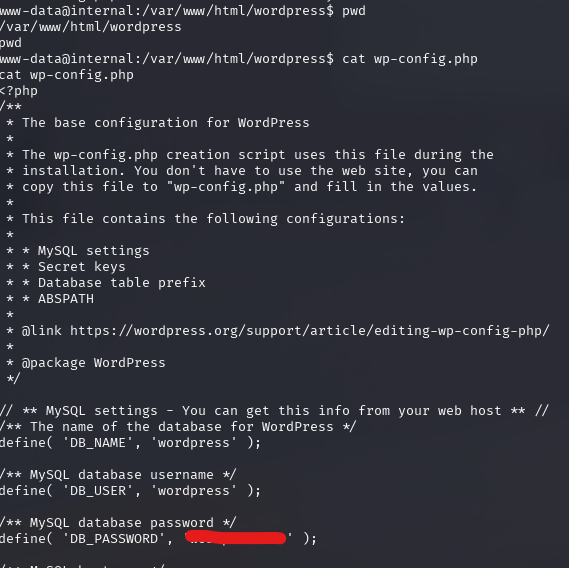 www-data@internal:/var/www/html/wordpress$ pwd
/var/www/html/wordpress
pwd
www-data@internal:/var/www/html/wordpress$ cat wp-config.php
cat wp-config.php
<?php
/**
 * The base configuration for WordPress
 *
 * The wp-config.php creation script uses this file during the
 * installation. You don't have to use the web site, you can
 * copy this file to "wp-config.php" and fill in the values.
 *
 * This file contains the following configurations:
 *
 * * MySQL settings
 * * Secret keys
 * * Database table prefix
 * * ABSPATH
 *
 * @link https://wordpress.org/support/article/editing-wp-config-php/
 *
 * @package WordPress
 */
// ** MySQL settings - You can get this info from your web host ** //
/** The name of the database for WordPress */
define( 'DB_NAME', 'wordpress' );
/** MySQL database username */
define( 'DB_USER', 'wordpress' );
/** MySQL database password */
define( 'DB_PASSWORD', ' ' );